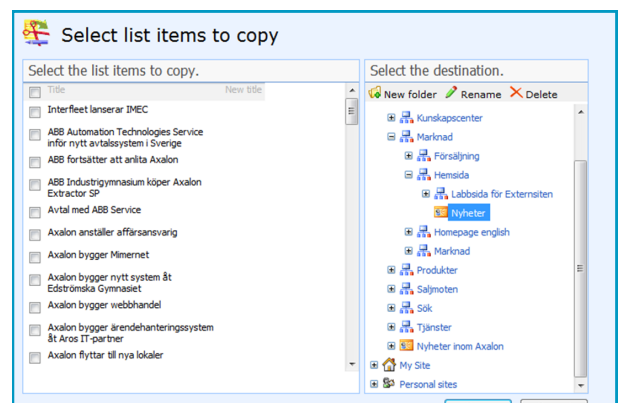 Select list items to copy
Select the list items to copy.
Title New title
Interfleet lanserar IMEC
ABB Automation Technologies Service
inför nytt avtalssystem i Sverige
ABB fortsätter att anlita Axalon
ABB Industrigymnasium köper Axalon
Extractor SP
Avtal med ABB Service
Axalon anställer affärsansvarig
Axalon bygger Mimernet
Axalon bygger nytt system åt
Edströmska Gymnasiet
Axalon bygger webbhandel
Axalon bygger ärendehanteringssystem
åt Aros IT-partner
Axalon flyttar till nya lokaler
Select the destination.
New folder Rename Delete
Kunskapscenter
Marknad
Försäljning
Hemsida
Labbsida för Externsiten
Nyheter
Homepage english
Marknad
Produkter
Saljmoten
Sök
Tjänster
Nyheter inom Axalon
My Site
Personal sites